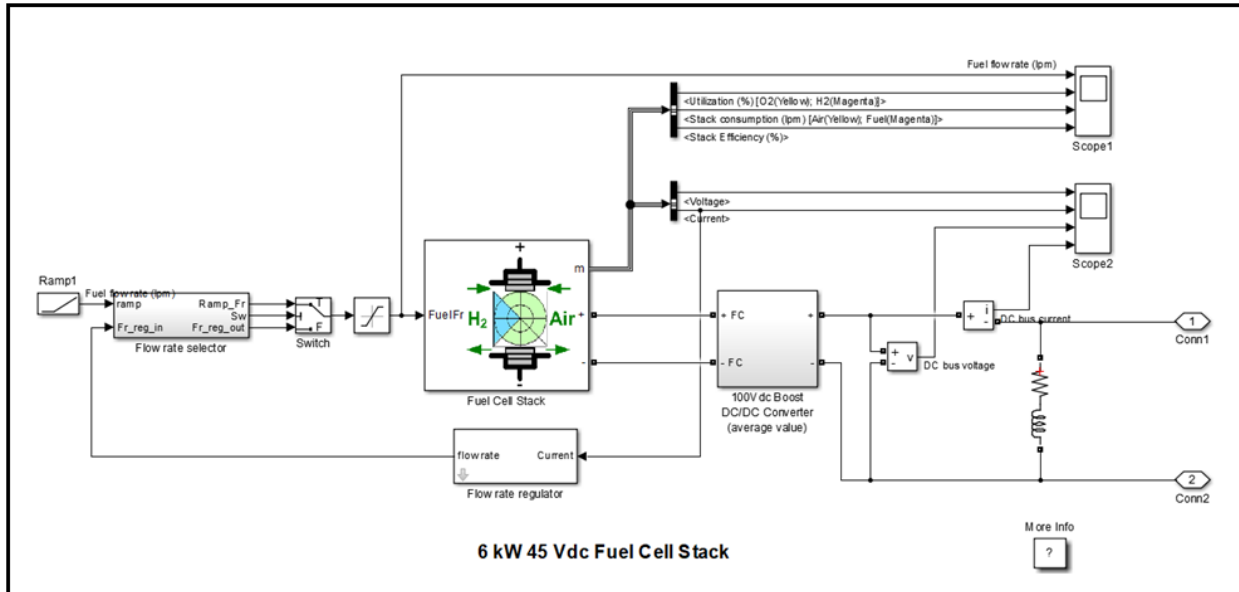 Fuel flow rate (lpm)
<Utilization (%) [O2(Yellow); H2(Magenta)]>
<Stack consumption (lpm) [Air(Yellow); Fuel(Magenta)]>
<Stack Efficiency (%)>
Scope1
<Voltage>
<Current>
Scope2
Ramp1
Fuel flow rate (lpm)
ramp
Fr_reg_in
Ramp_Fr
Sw
Fr_reg_out
Flow rate selector
T
F
Switch
FuelFr
+
m
H2
Air
+
-
-
Fuel Cell Stack
+ FC
- FC
+
-
100Vdc Boost
DC/DC Converter
(average value)
+
-
v
DC bus voltage
+
i
-
DC bus current
+
1
Conn1
2
Conn2
flow rate
Current
Flow rate regulator
6 kW 45 Vdc Fuel Cell Stack
More Info
?